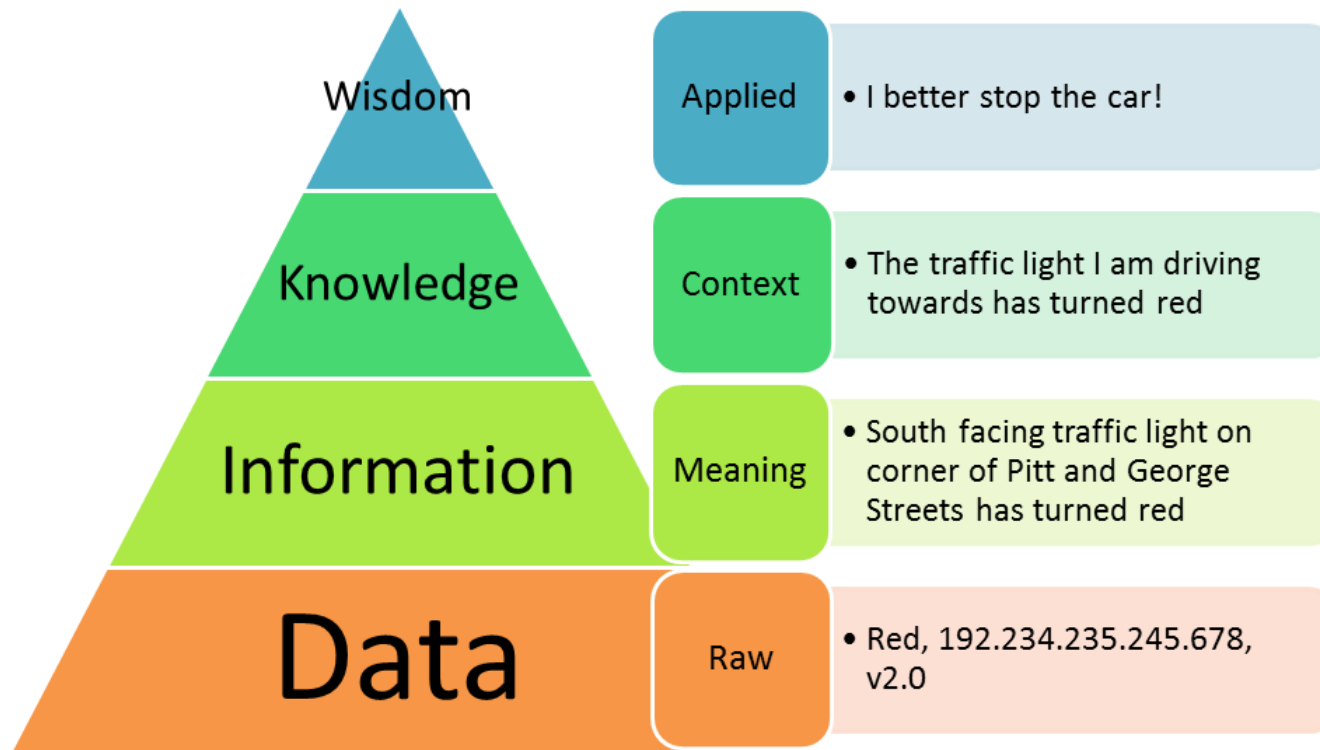 Wisdom
Applied
• I better stop the car!
Knowledge
Context
• The traffic light I am driving
towards has turned red
Information
Meaning
• South facing traffic light on
corner of Pitt and George
Streets has turned red
Data
Raw
• Red, 192.234.235.245.678,
v2.0